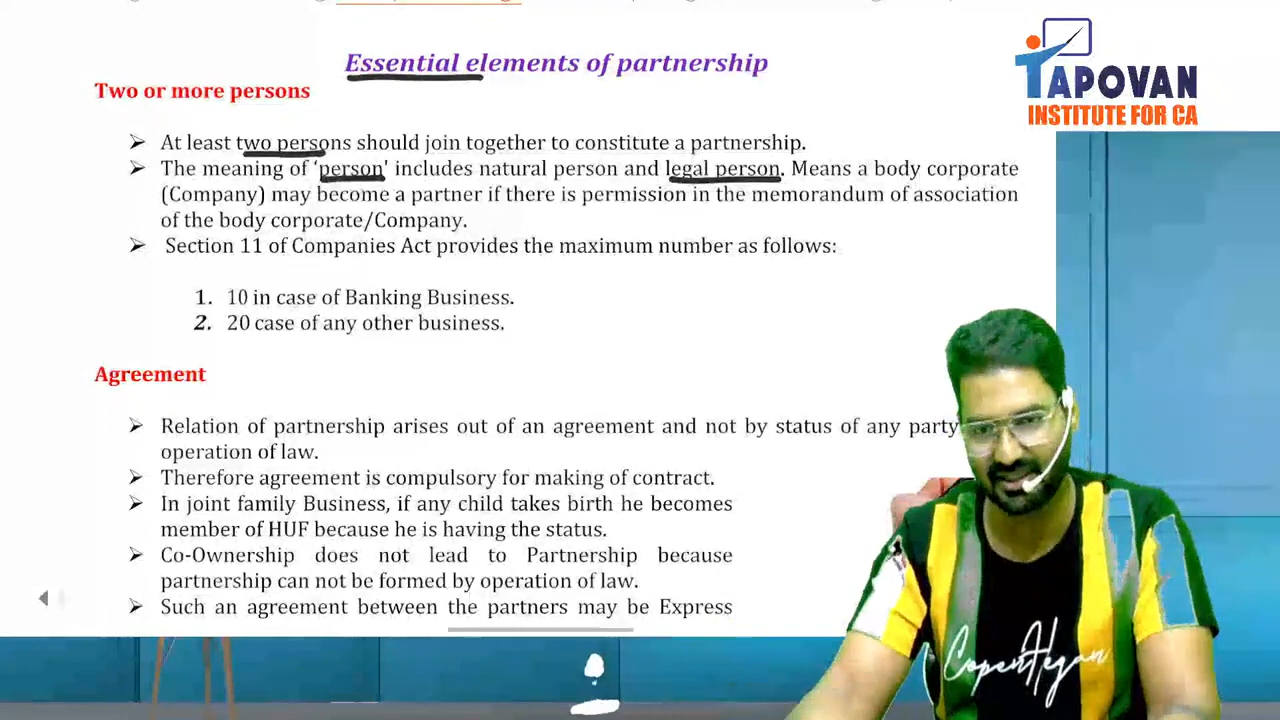 Essential elements of partnership
TAPOVAN
INSTITUTE FOR CA
Two or more persons
➤ At least two persons should join together to constitute a partnership.
➤ The meaning of ‘person' includes natural person and legal person. Means a body corporate
(Company) may become a partner if there is permission in the memorandum of association
of the body corporate/Company.
➤ Section 11 of Companies Act provides the maximum number as follows:
1. 10 in case of Banking Business.
2. 20 case of any other business.
Agreement
➤ Relation of partnership arises out of an agreement and not by status of any party
operation of law.
➤ Therefore agreement is compulsory for making of contract.
➤ In joint family Business, if any child takes birth he becomes
member of HUF because he is having the status.
➤ Co-Ownership does not lead to Partnership because
partnership can not be formed by operation of law.
➤ Such an agreement between the partners may be Express
CopenHegan